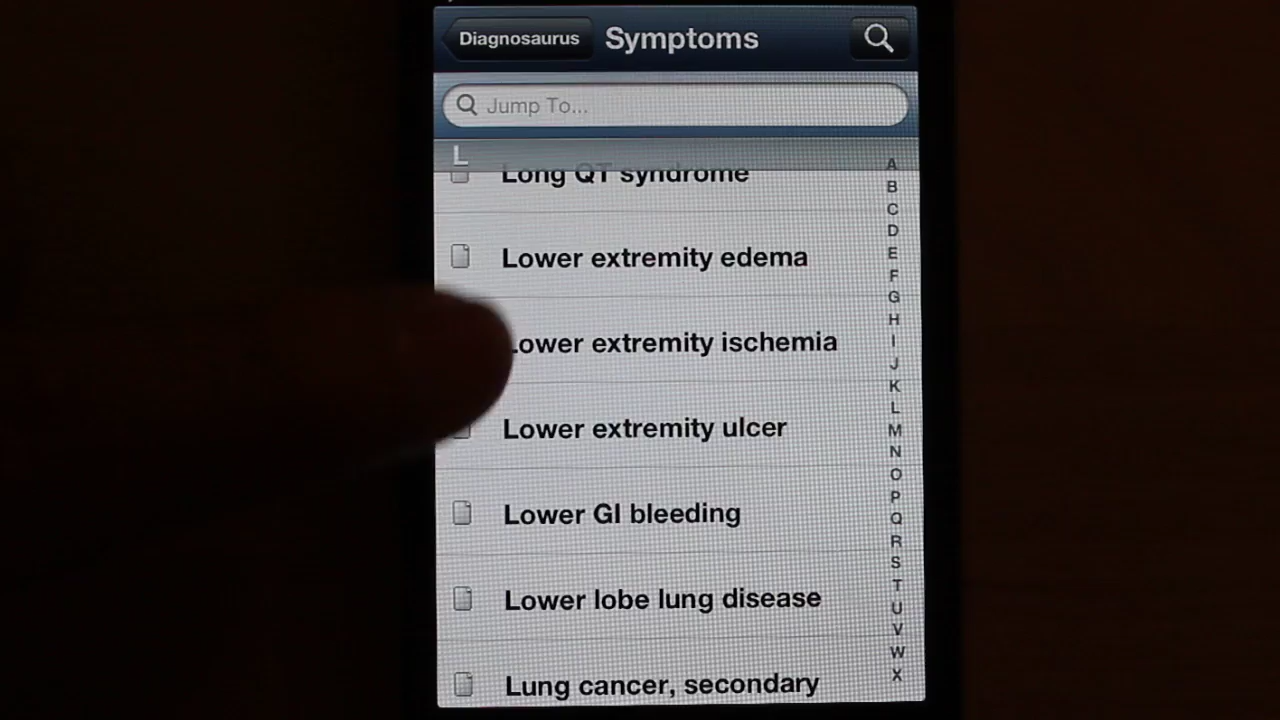 Diagnosaurus Symptoms
Jump To...
L
Long QT syndrome
Lower extremity edema
Lower extremity ischemia
Lower extremity ulcer
Lower GI bleeding
Lower lobe lung disease
Lung cancer, secondary
A
B
C
D
E
F
G
H
I
J
K
L
M
N
O
P
Q
R
S
T
U
V
W
X